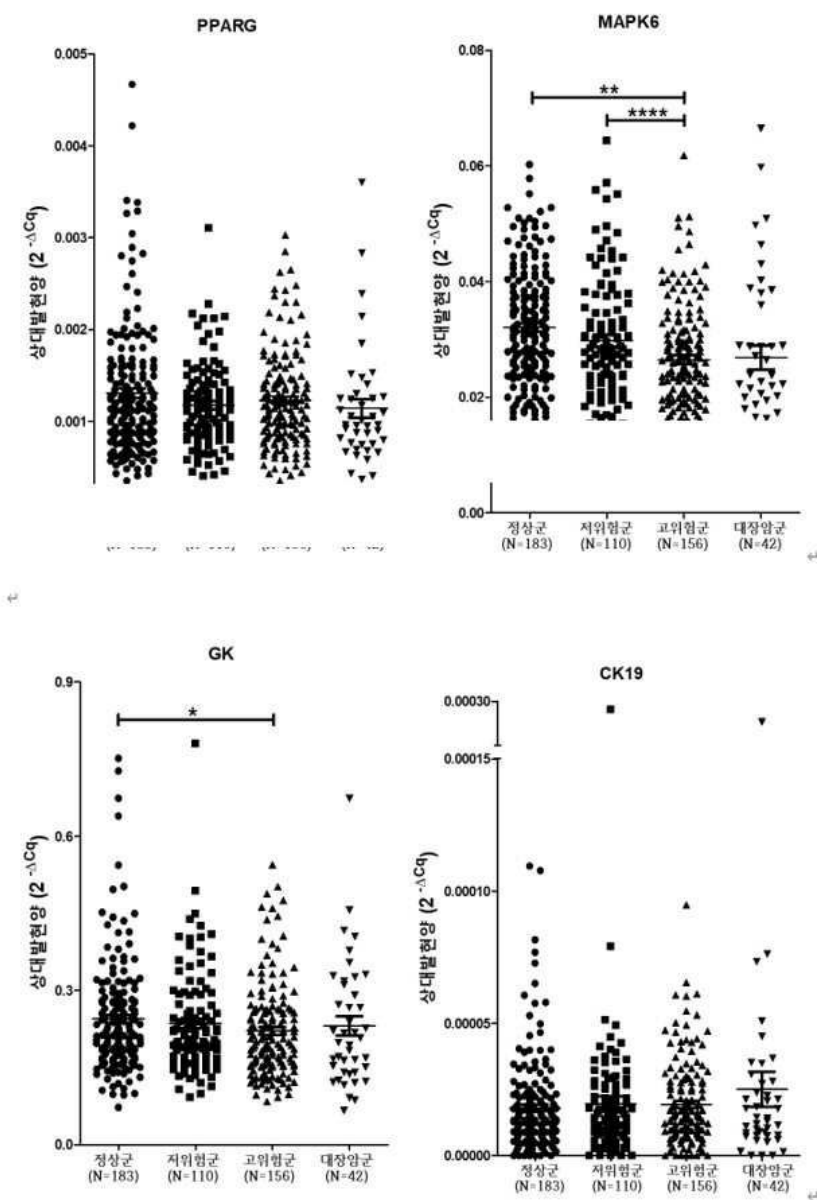 PPARG
0.005
0.004
0.003
0.002
0.001
상대발현양 (2 -ΔCq)
MAPK6
0.08
0.06
0.04
0.02
0.00
상대발현양 (2 -ΔCq)
**
****
정상군 저위험군 고위험군 대장암군
(N=183) (N=110) (N=156) (N=42)
GK
0.9
0.6
0.3
0.0
상대발현양 (2 -ΔCq)
*
정상군 저위험군 고위험군 대장암군
(N=183) (N=110) (N=156) (N=42)
CK19
0.00030
0.00015
0.00010
0.00005
0.00000
상대발현양 (2 -ΔCq)
정상군 저위험군 고위험군 대장암군
(N=183) (N=110) (N=156) (N=42)